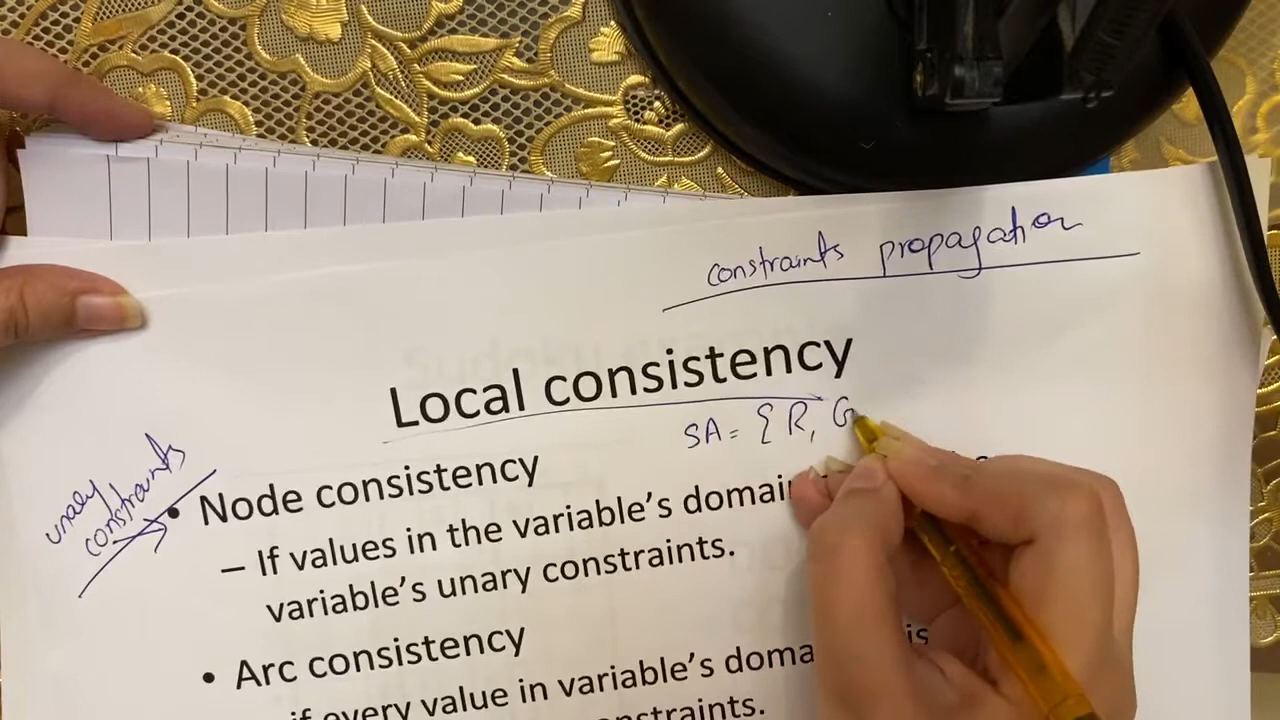 constraints propagation
Local consistency
SA = { R, G
unary
constraints
• Node consistency
– If values in the variable's domain
variable's unary constraints.
• Arc consistency
if every value in variable's doma is